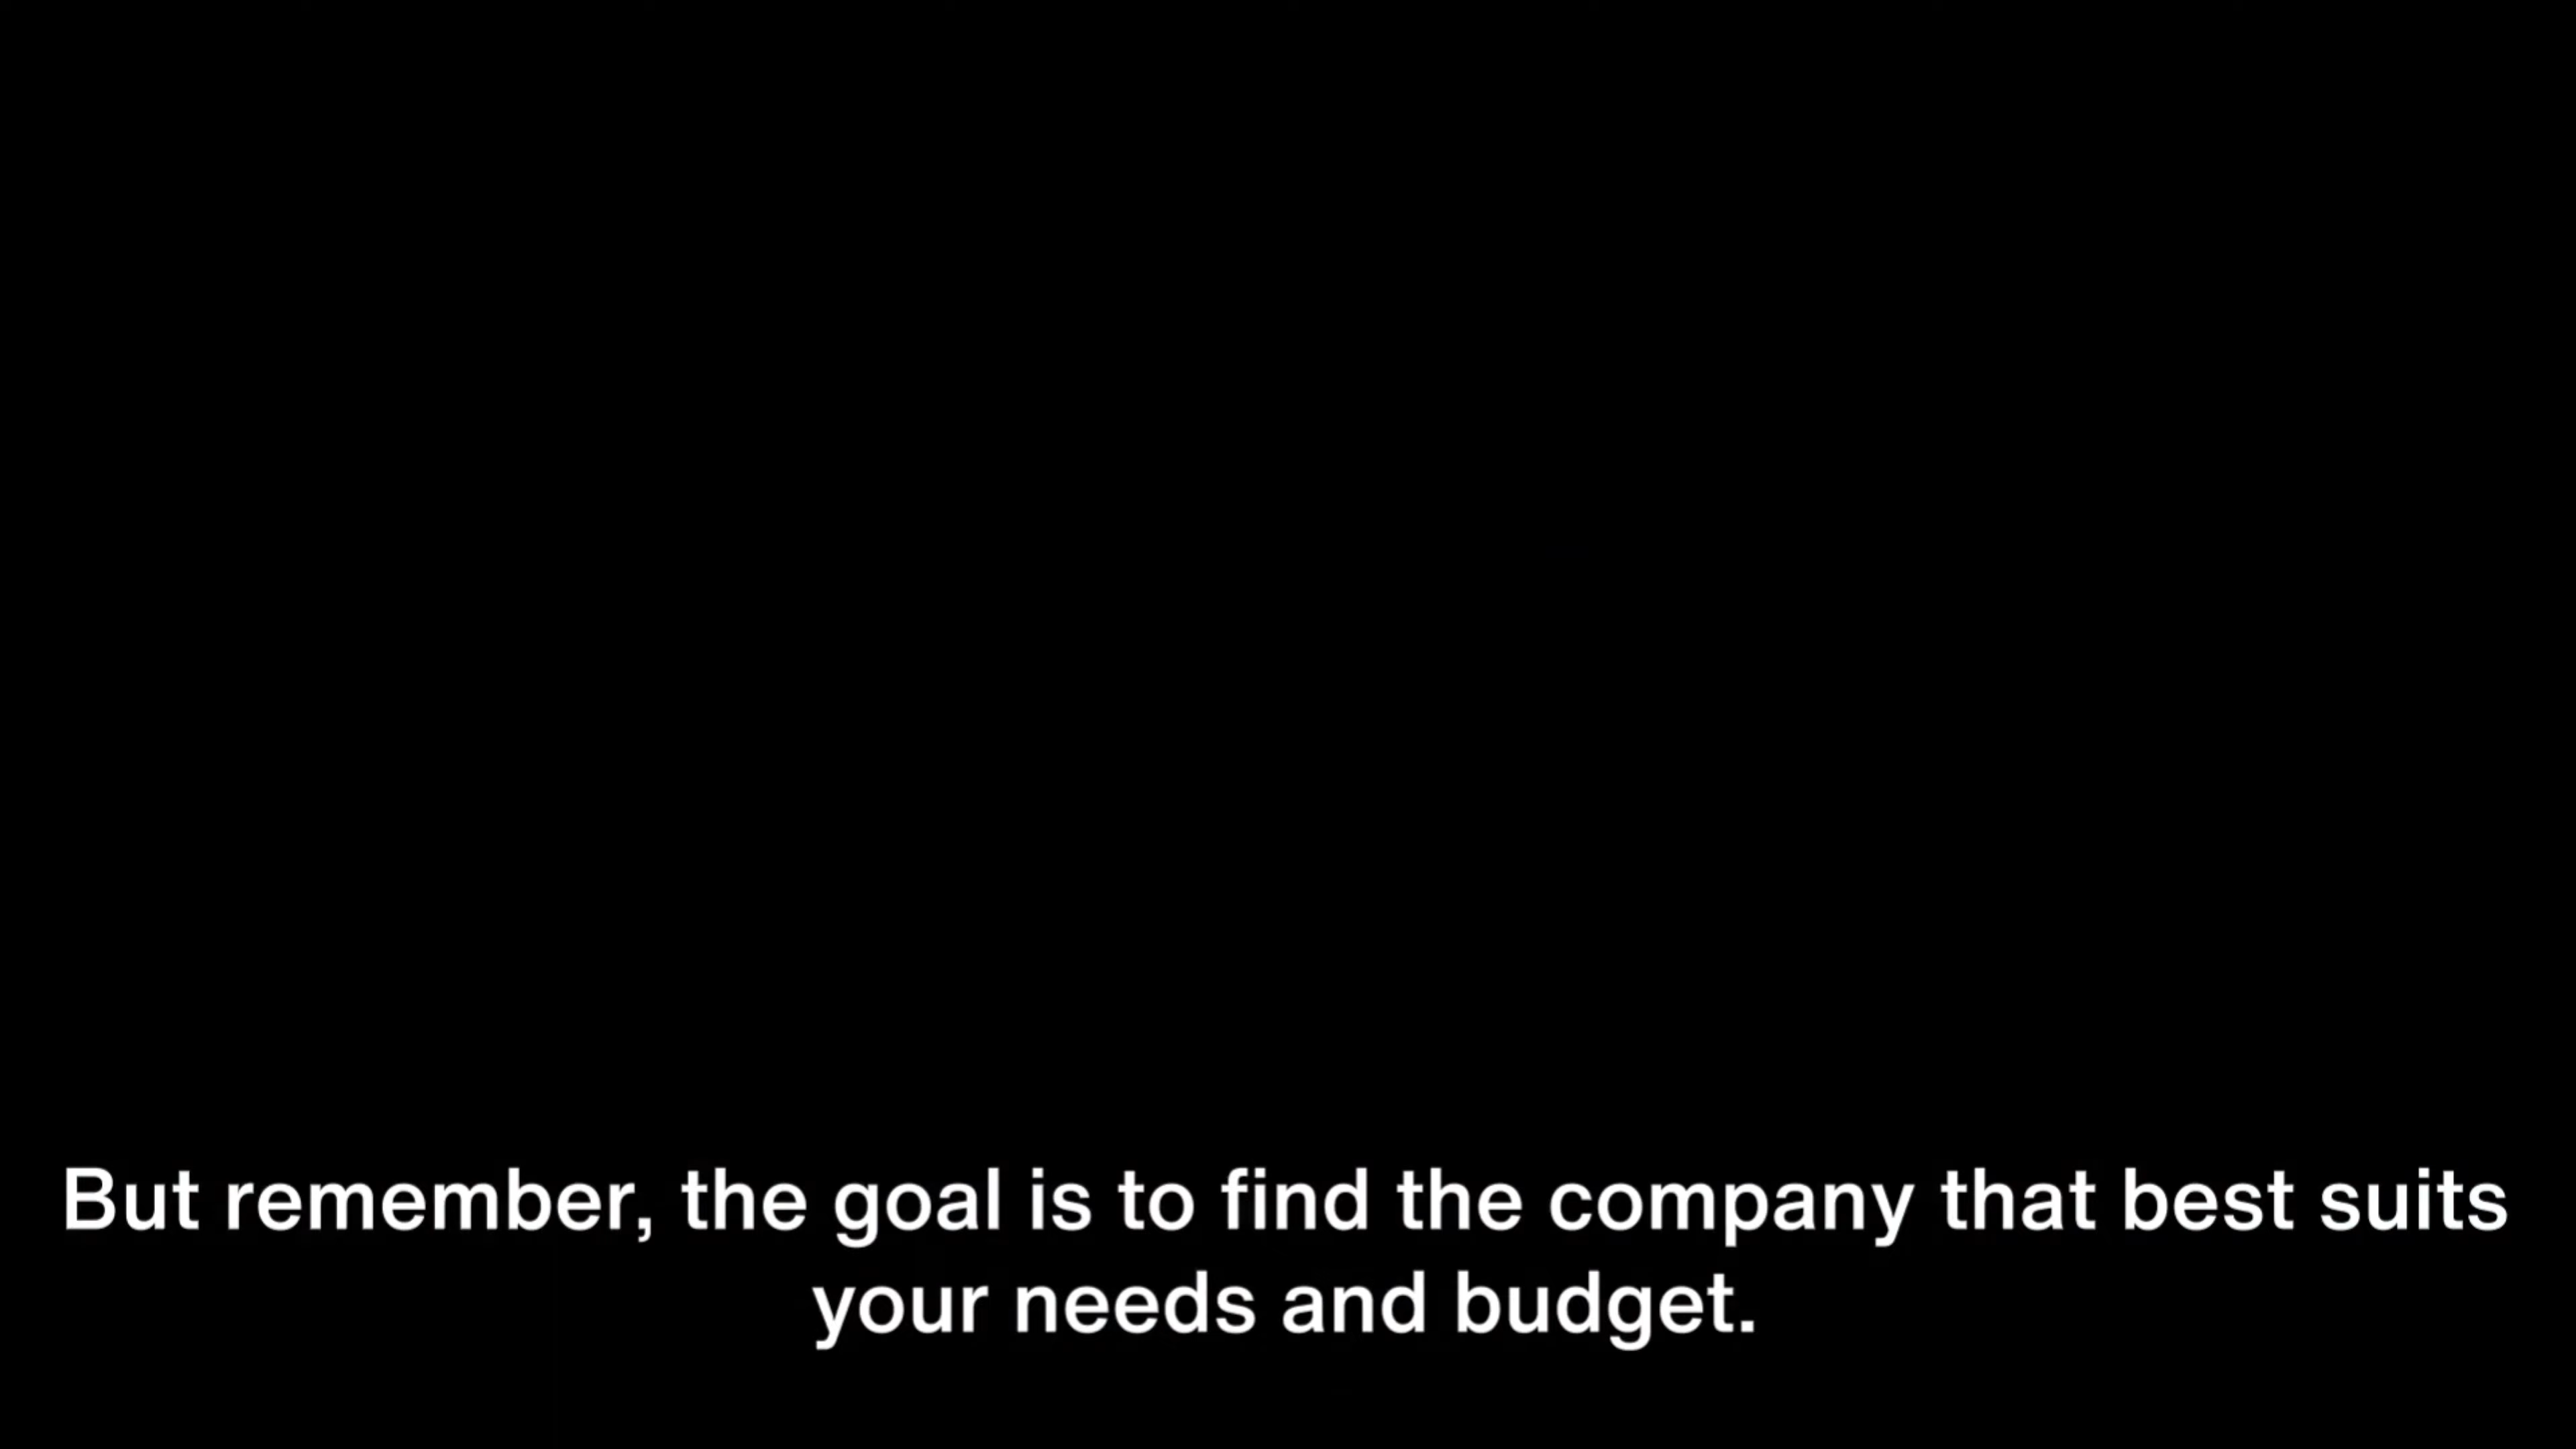 But remember, the goal is to find the company that best suits
your needs and budget.